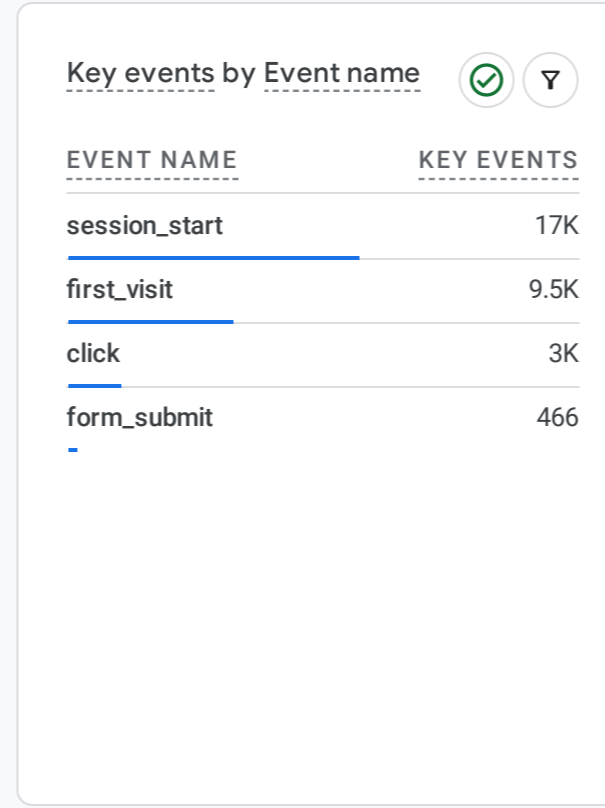 Key events by Event name
EVENT NAME KEY EVENTS
session_start 17K
first_visit 9.5K
click 3K
form_submit 466